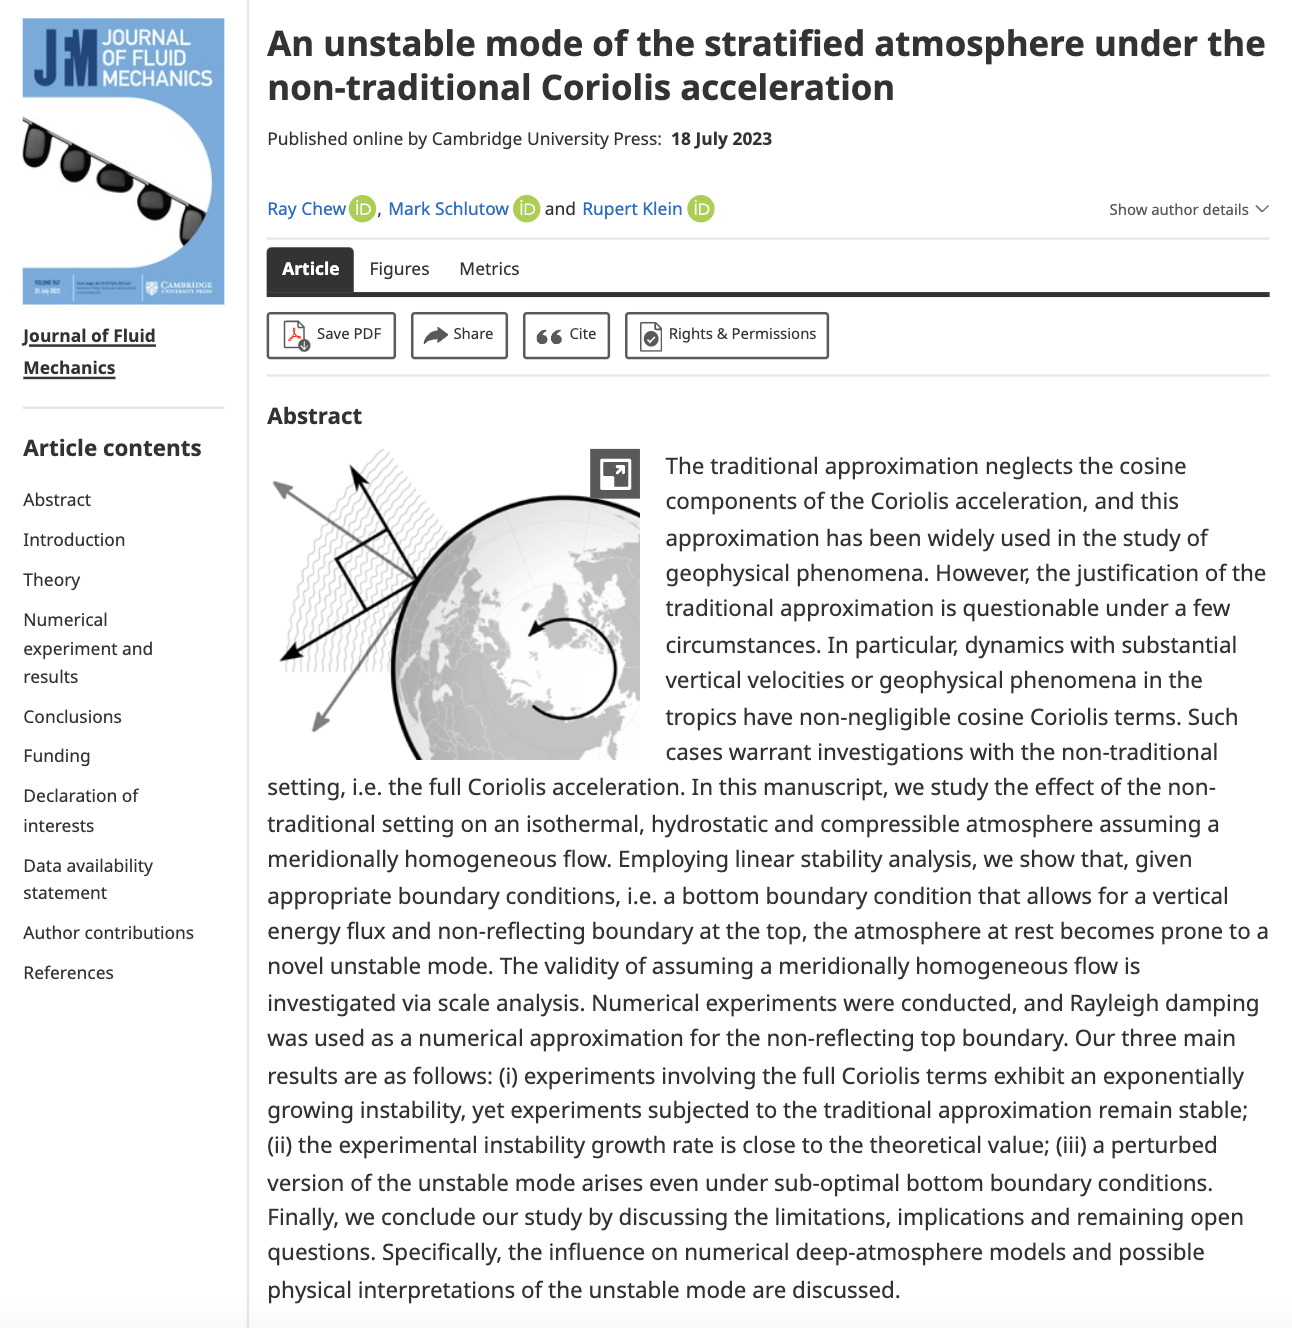 JFM JOURNAL
OF FLUID
MECHANICS
CAMBRIDGE
UNIVERSITY PRESS
Journal of Fluid
Mechanics
Article contents
Abstract
Introduction
Theory
Numerical
experiment and
results
Conclusions
Funding
Declaration of
interests
Data availability
statement
Author contributions
References
An unstable mode of the stratified atmosphere under the
non-traditional Coriolis acceleration
Published online by Cambridge University Press: 18 July 2023
Ray Chew iD, Mark Schlutow iD and Rupert Klein iD
Show author details
Article Figures Metrics
Save PDF Share Cite Rights & Permissions
Abstract
The traditional approximation neglects the cosine
components of the Coriolis acceleration, and this
approximation has been widely used in the study of
geophysical phenomena. However, the justification of the
traditional approximation is questionable under a few
circumstances. In particular, dynamics with substantial
vertical velocities or geophysical phenomena in the
tropics have non-negligible cosine Coriolis terms. Such
cases warrant investigations with the non-traditional
setting, i.e. the full Coriolis acceleration. In this manuscript, we study the effect of the non-
traditional setting on an isothermal, hydrostatic and compressible atmosphere assuming a
meridionally homogeneous flow. Employing linear stability analysis, we show that, given
appropriate boundary conditions, i.e. a bottom boundary condition that allows for a vertical
energy flux and non-reflecting boundary at the top, the atmosphere at rest becomes prone to a
novel unstable mode. The validity of assuming a meridionally homogeneous flow is
investigated via scale analysis. Numerical experiments were conducted, and Rayleigh damping
was used as a numerical approximation for the non-reflecting top boundary. Our three main
results are as follows: (i) experiments involving the full Coriolis terms exhibit an exponentially
growing instability, yet experiments subjected to the traditional approximation remain stable;
(ii) the experimental instability growth rate is close to the theoretical value; (iii) a perturbed
version of the unstable mode arises even under sub-optimal bottom boundary conditions.
Finally, we conclude our study by discussing the limitations, implications and remaining open
questions. Specifically, the influence on numerical deep-atmosphere models and possible
physical interpretations of the unstable mode are discussed.